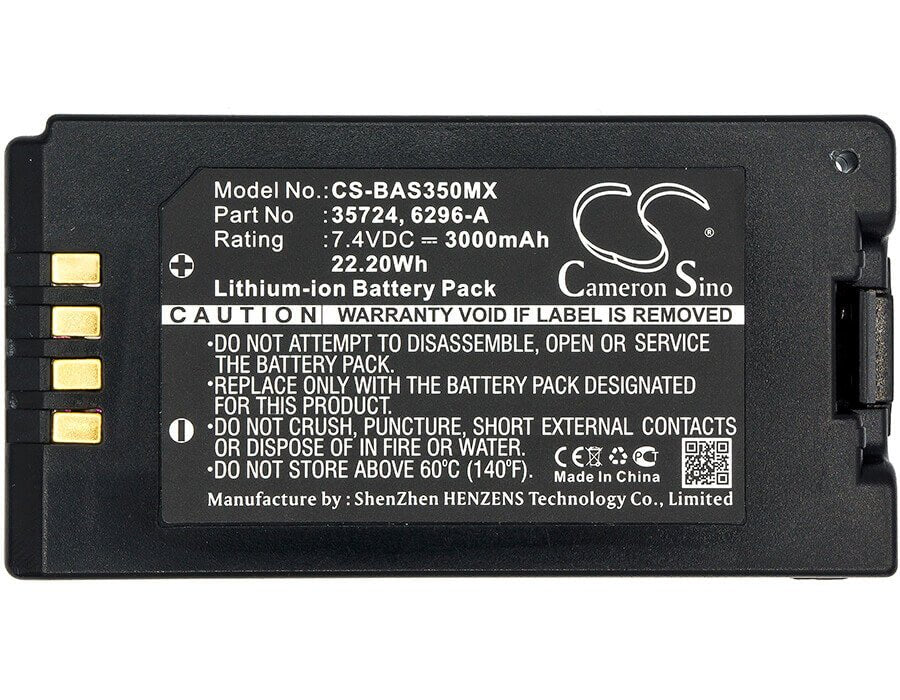 Model No.:CS-BAS350MX
Part No :35724, 6296-A
Rating :7.4VDC ⎓ 3000mAh
22.20Wh
Lithium-ion Battery Pack
CS ®
Cameron Sino
CAUTION WARRANTY VOID IF LABEL IS REMOVED
•DO NOT ATTEMPT TO DISASSEMBLE, OPEN OR SERVICE
THE BATTERY PACK.
•REPLACE ONLY WITH THE BATTERY PACK DESIGNATED
FOR THIS PRODUCT.
•DO NOT CRUSH, PUNCTURE, SHORT EXTERNAL CONTACTS
OR DISPOSE OF IN FIRE OR WATER.
•DO NOT STORE ABOVE 60°C (140°F).
CE PCT
Made in China
Manufacture by : ShenZhen HENZENS Technology Co., Limited